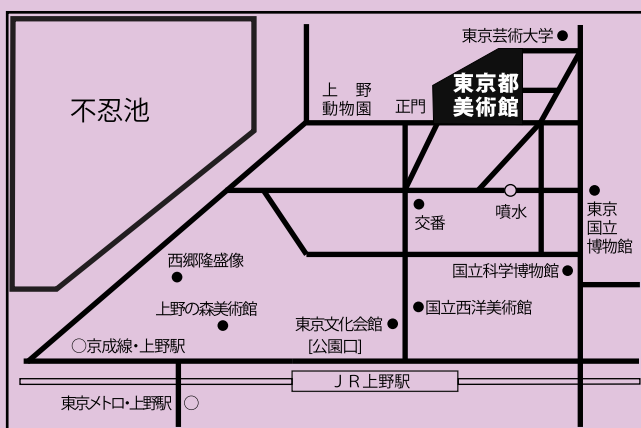 東京芸術大学
不忍池
上 野
動物園
正門
東京都
美術館
交番
噴水
東京
国立
博物館
西郷隆盛像
国立科学博物館
上野の森美術館
国立西洋美術館
東京文化会館
[公園口]
○京成線・上野駅
JR上野駅
東京メトロ・上野駅○